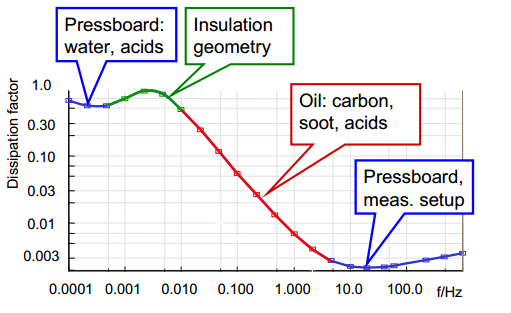 Pressboard:
water, acids
Insulation
geometry
Oil: carbon,
soot, acids
Pressboard,
meas. setup
Dissipation factor
1.0
0.30
0.10
0.03
0.01
0.003
0.0001 0.001 0.010 0.100 1.000 10.0 100.0 f/Hz